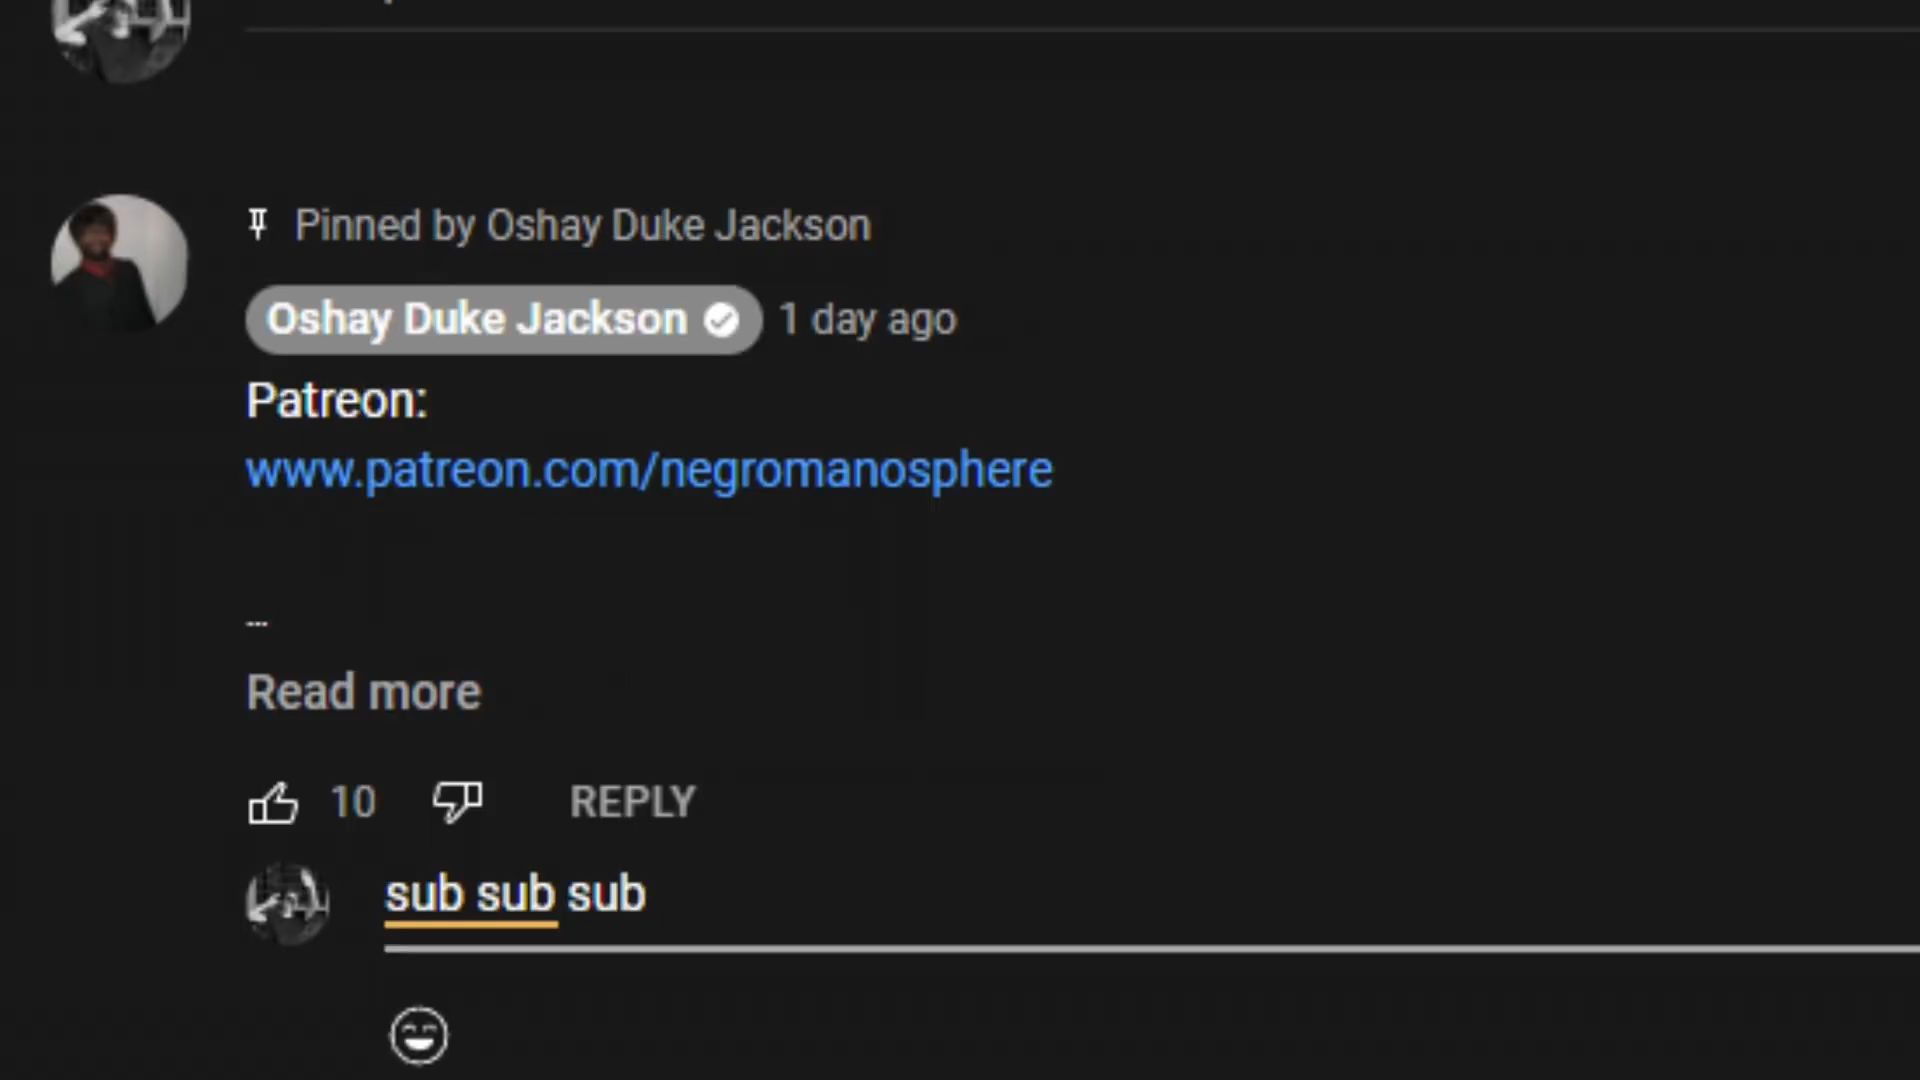 Pinned by Oshay Duke Jackson
Oshay Duke Jackson 1 day ago
Patreon:
www.patreon.com/negromanosphere
...
Read more
10 REPLY
sub sub sub